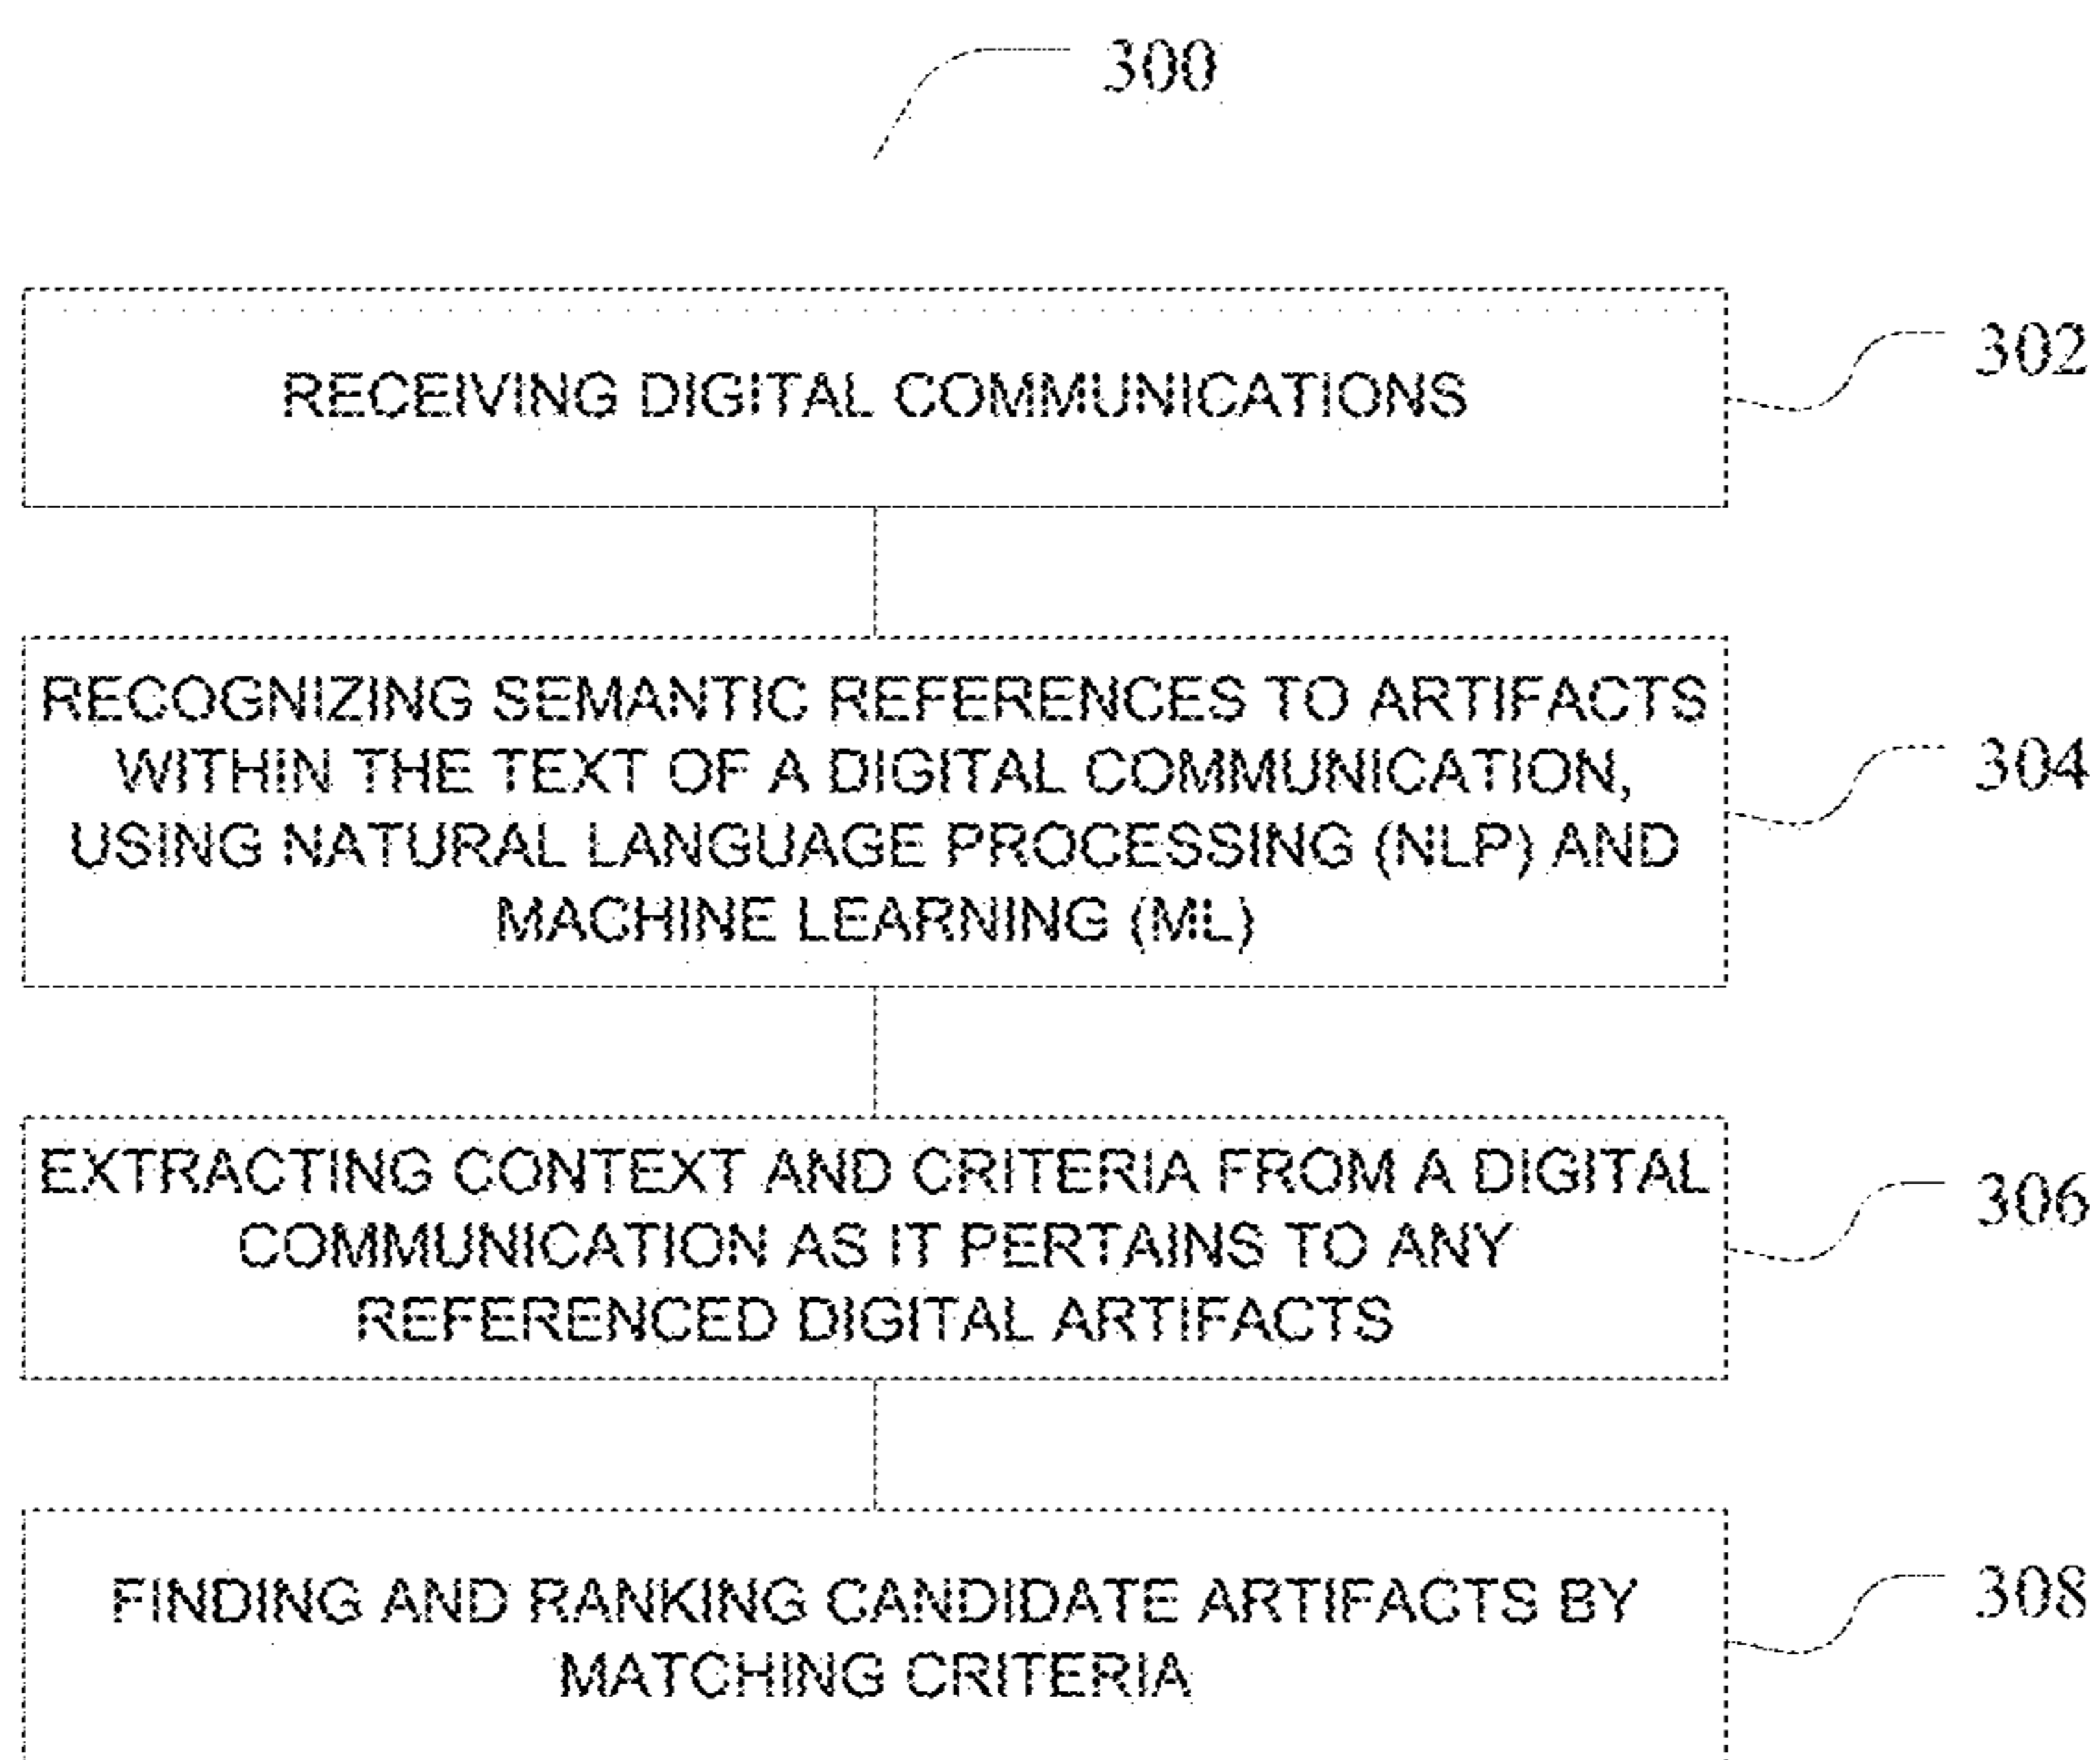 300
RECEIVING DIGITAL COMMUNICATIONS
302
RECOGNIZING SEMANTIC REFERENCES TO ARTIFACTS
WITHIN THE TEXT OF A DIGITAL COMMUNICATION,
USING NATURAL LANGUAGE PROCESSING (NLP) AND
MACHINE LEARNING (ML)
304
EXTRACTING CONTEXT AND CRITERIA FROM A DIGITAL
COMMUNICATION AS IT PERTAINS TO ANY
REFERENCED DIGITAL ARTIFACTS
306
FINDING AND RANKING CANDIDATE ARTIFACTS BY
MATCHING CRITERIA
308